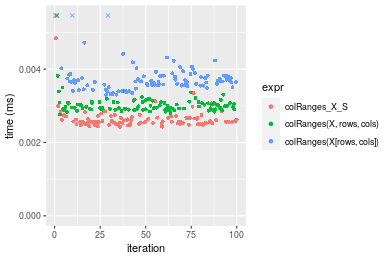 time (ms)
0.004
0.002
0.000
0
25
50
75
100
iteration
expr
colRanges_X_S
colRanges(X, rows, cols)
colRanges(X[rows, cols])